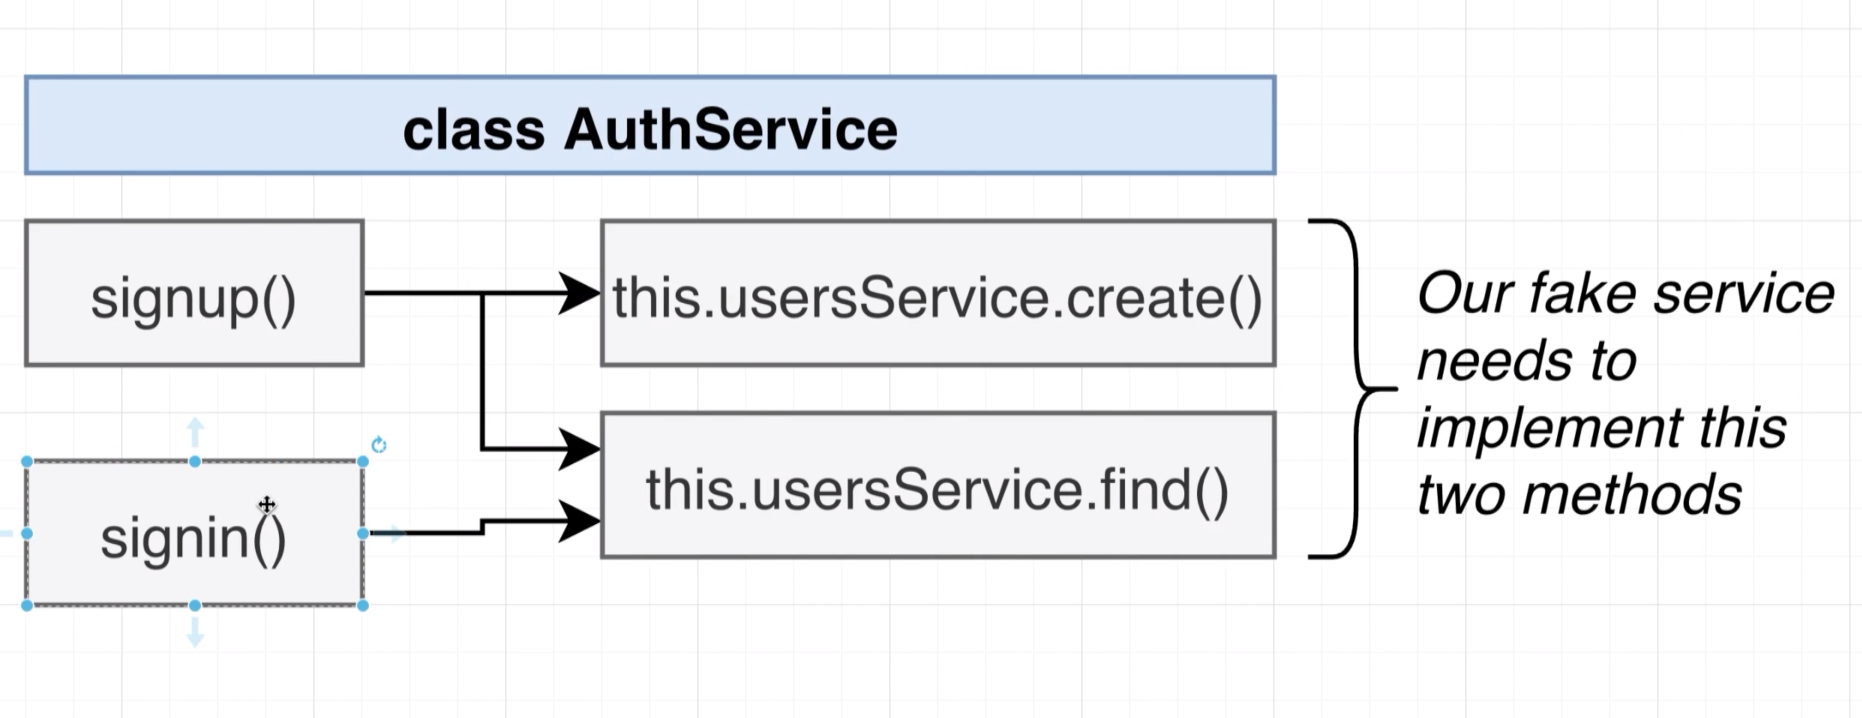 class AuthService
signup()
this.usersService.create()
signin()
this.usersService.find()
Our fake service
needs to
implement this
two methods